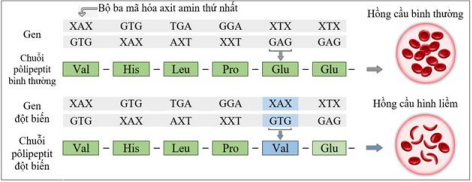 Bộ ba mã hóa axit amin thứ nhất
Hồng cầu bình thường
Gen
XAX GTG TGA GGA XTX XTX
GTG XAX AXT XXT GAG GAG
Chuỗi pôlipeptit bình thường
Val – His – Leu – Pro – Glu – Glu –
Gen đột biến
XAX GTG TGA GGA XAX XTX
GTG XAX AXT XXT GTG GAG
Hồng cầu hình liềm
Chuỗi pôlipeptit đột biến
Val – His – Leu – Pro – Val – Glu –